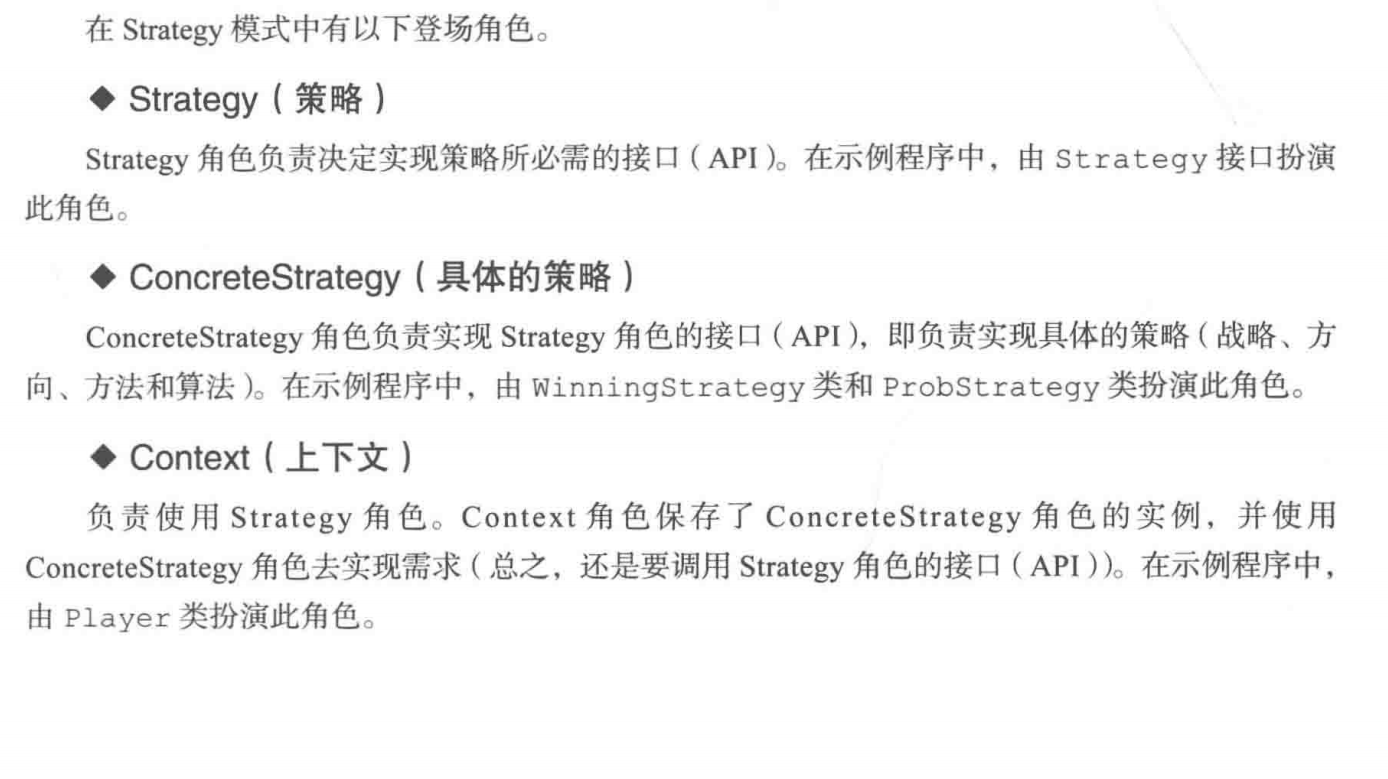 在 Strategy 模式中有以下登场角色。
◆ Strategy（策略）
Strategy 角色负责决定实现策略所必需的接口（API）。在示例程序中，由 Strategy 接口扮演
此角色。
◆ ConcreteStrategy（具体的策略）
ConcreteStrategy 角色负责实现 Strategy 角色的接口（API），即负责实现具体的策略（战略、方
向、方法和算法）。在示例程序中，由 WinningStrategy 类和 ProbStrategy 类扮演此角色。
◆ Context（上下文）
负责使用 Strategy 角色。Context 角色保存了 ConcreteStrategy 角色的实例，并使用
ConcreteStrategy 角色去实现需求（总之，还是要调用 Strategy 角色的接口（API））。在示例程序中，
由 Player 类扮演此角色。